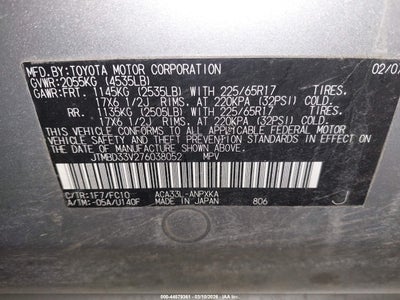 MFD.BY:TOYOTA MOTOR CORPORATION 02/07
GVWR:2055KG (4535LB)
GAWR:FRT. 1145KG (2535LB) WITH 225/65R17 TIRES.
17X6 1/2J RIMS. AT 220KPA (32PSI) COLD.
RR. 1135KG (2505LB) WITH 225/65R17 TIRES.
17X6 1/2J RIMS. AT 220KPA (32PSI) COLD.
THIS VEHICLE CONFORMS TO ALL APPLICABLE FEDERAL MOTOR
VEHICLE SAFETY AND THEFT PREVENTION STANDARDS IN EFFECT ON
THE DATE OF MANUFACTURE SHOWN ABOVE.
JTMBD33V276038052 MPV
C/TR:1F7/FC10 ACA33L-ANPXKA J
A/TM:-05A/U140F MADE IN JAPAN 806